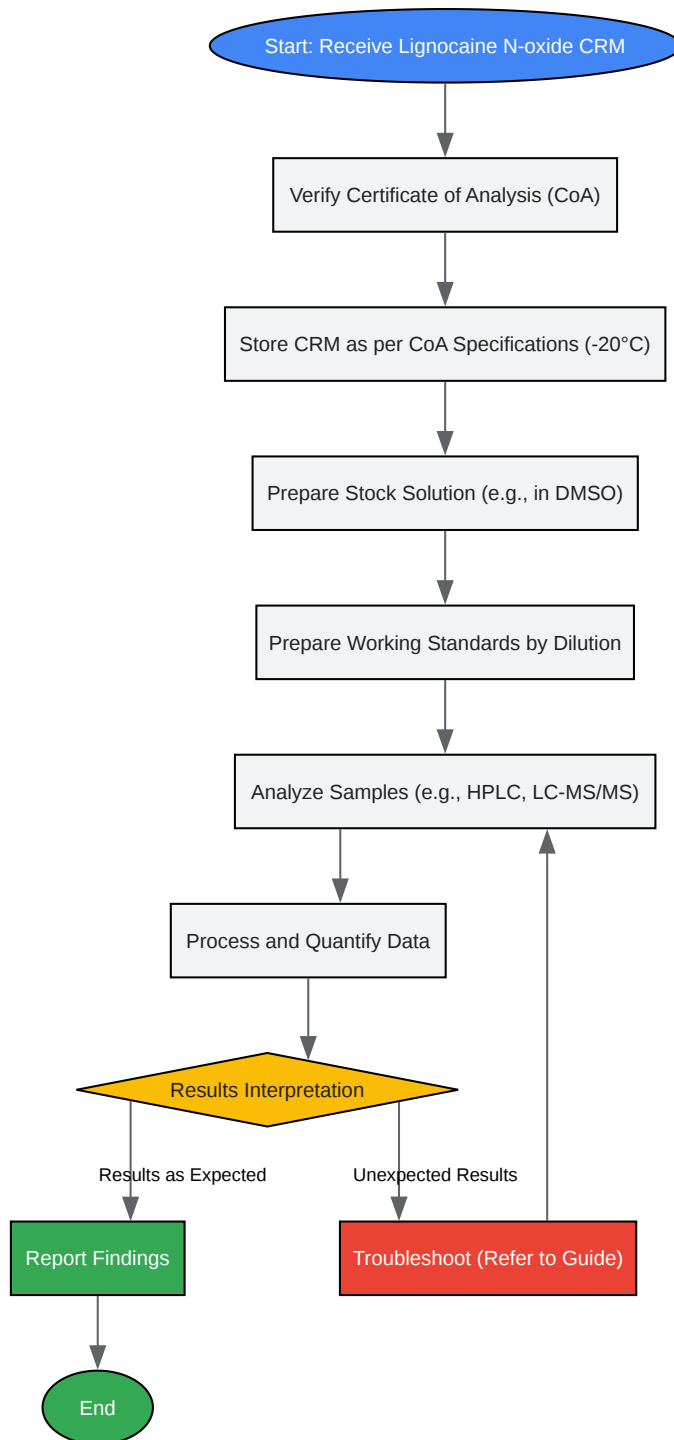 Start: Receive Lignocaine N-oxide CRM
Verify Certificate of Analysis (CoA)
Store CRM as per CoA Specifications (-20°C)
Prepare Stock Solution (e.g., in DMSO)
Prepare Working Standards by Dilution
Analyze Samples (e.g., HPLC, LC-MS/MS)
Process and Quantify Data
Results Interpretation
Results as Expected
Unexpected Results
Report Findings
Troubleshoot (Refer to Guide)
End